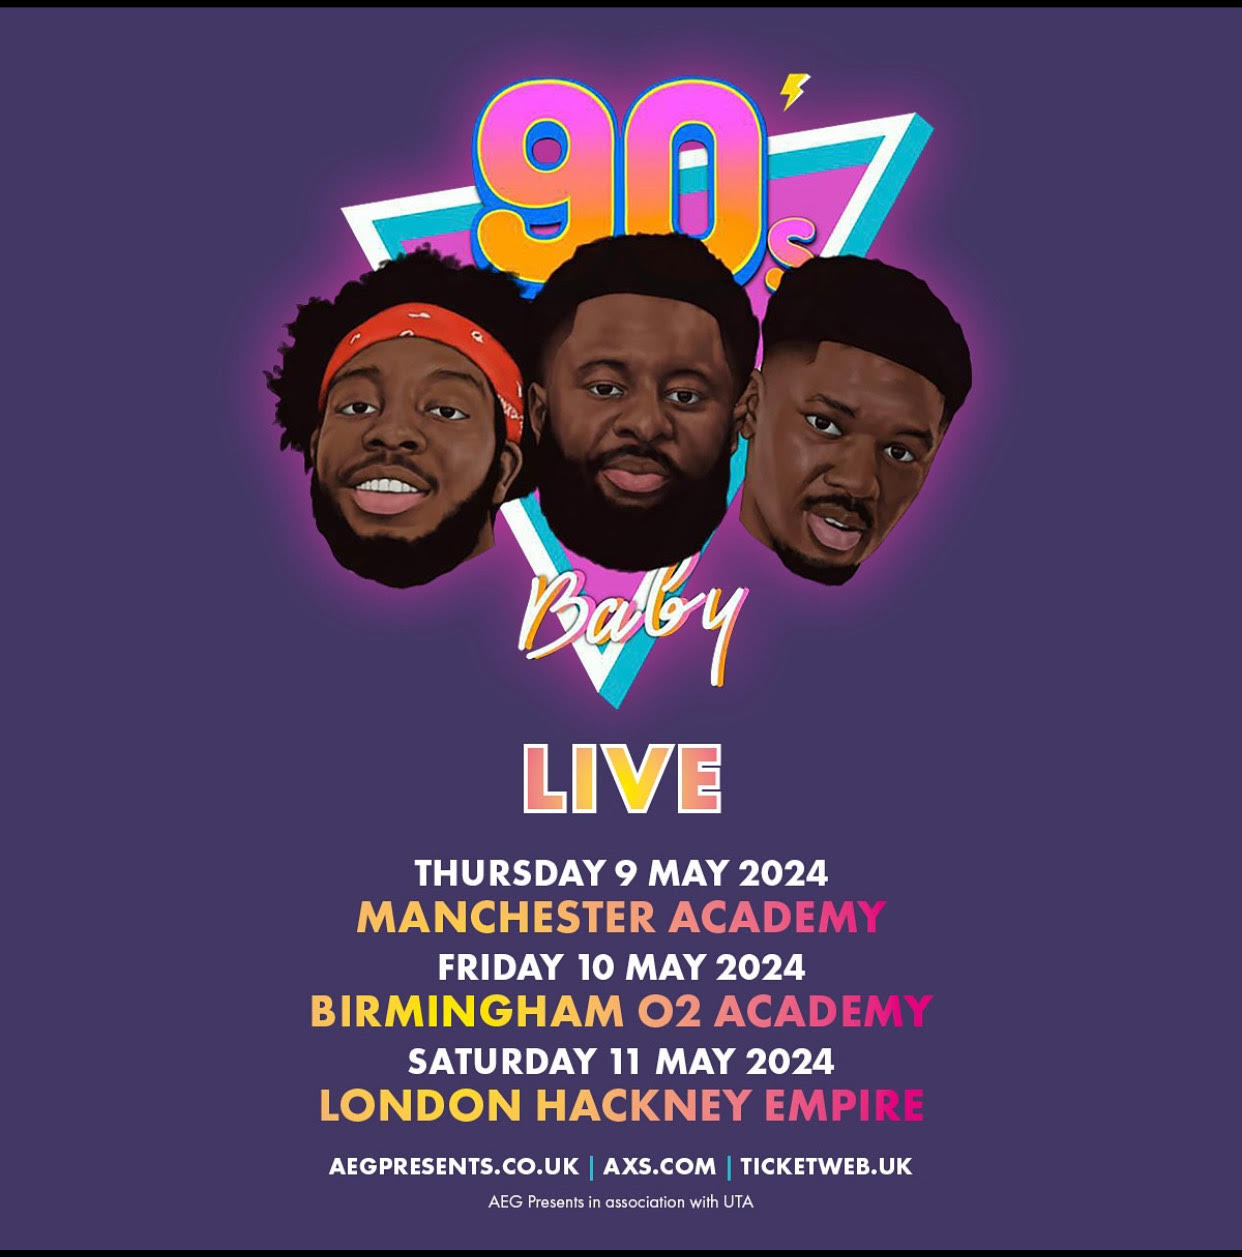 90's
Baby
LIVE
THURSDAY 9 MAY 2024
MANCHESTER ACADEMY
FRIDAY 10 MAY 2024
BIRMINGHAM O2 ACADEMY
SATURDAY 11 MAY 2024
LONDON HACKNEY EMPIRE
AEGPRESENTS.CO.UK | AXS.COM | TICKETWEB.UK
AEG Presents in association with UTA